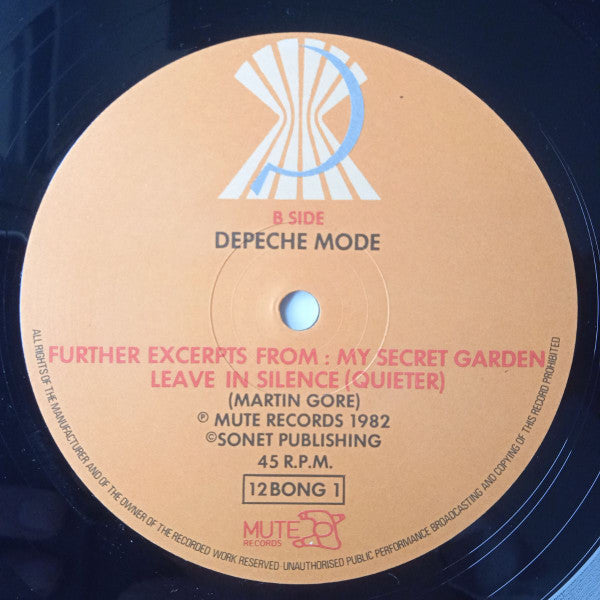 B SIDE
DEPECHE MODE
FURTHER EXCERPTS FROM : MY SECRET GARDEN
LEAVE IN SILENCE (QUIETER)
(MARTIN GORE)
℗ MUTE RECORDS 1982
©SONET PUBLISHING
45 R.P.M.
12BONG 1
MUTE
RECORDS
ALL RIGHTS OF THE MANUFACTURER AND OF THE OWNER OF THE RECORDED WORK RESERVED·UNAUTHORISED PUBLIC PERFORMANCE BROADCASTING AND COPYING OF THIS RECORD PROHIBITED